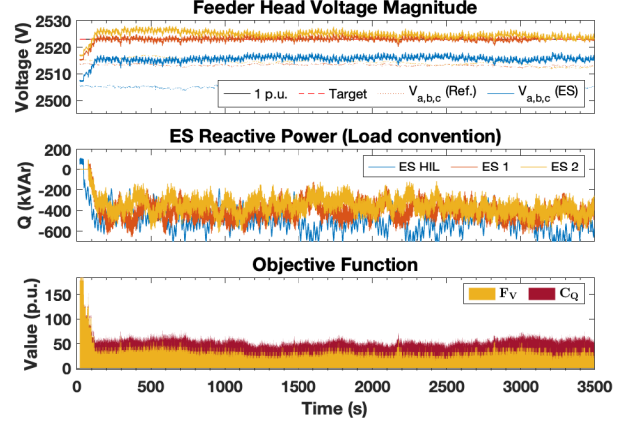 Feeder Head Voltage Magnitude
Voltage (V)
2530
2520
2510
2500
1 p.u. Target V a,b,c (Ref.) V a,b,c (ES)
ES Reactive Power (Load convention)
Q (kVAr)
200
0
-200
-400
-600
ES HIL ES 1 ES 2
Objective Function
Value (p.u.)
150
100
50
0
F_V C_Q
0 500 1000 1500 2000 2500 3000 3500
Time (s)